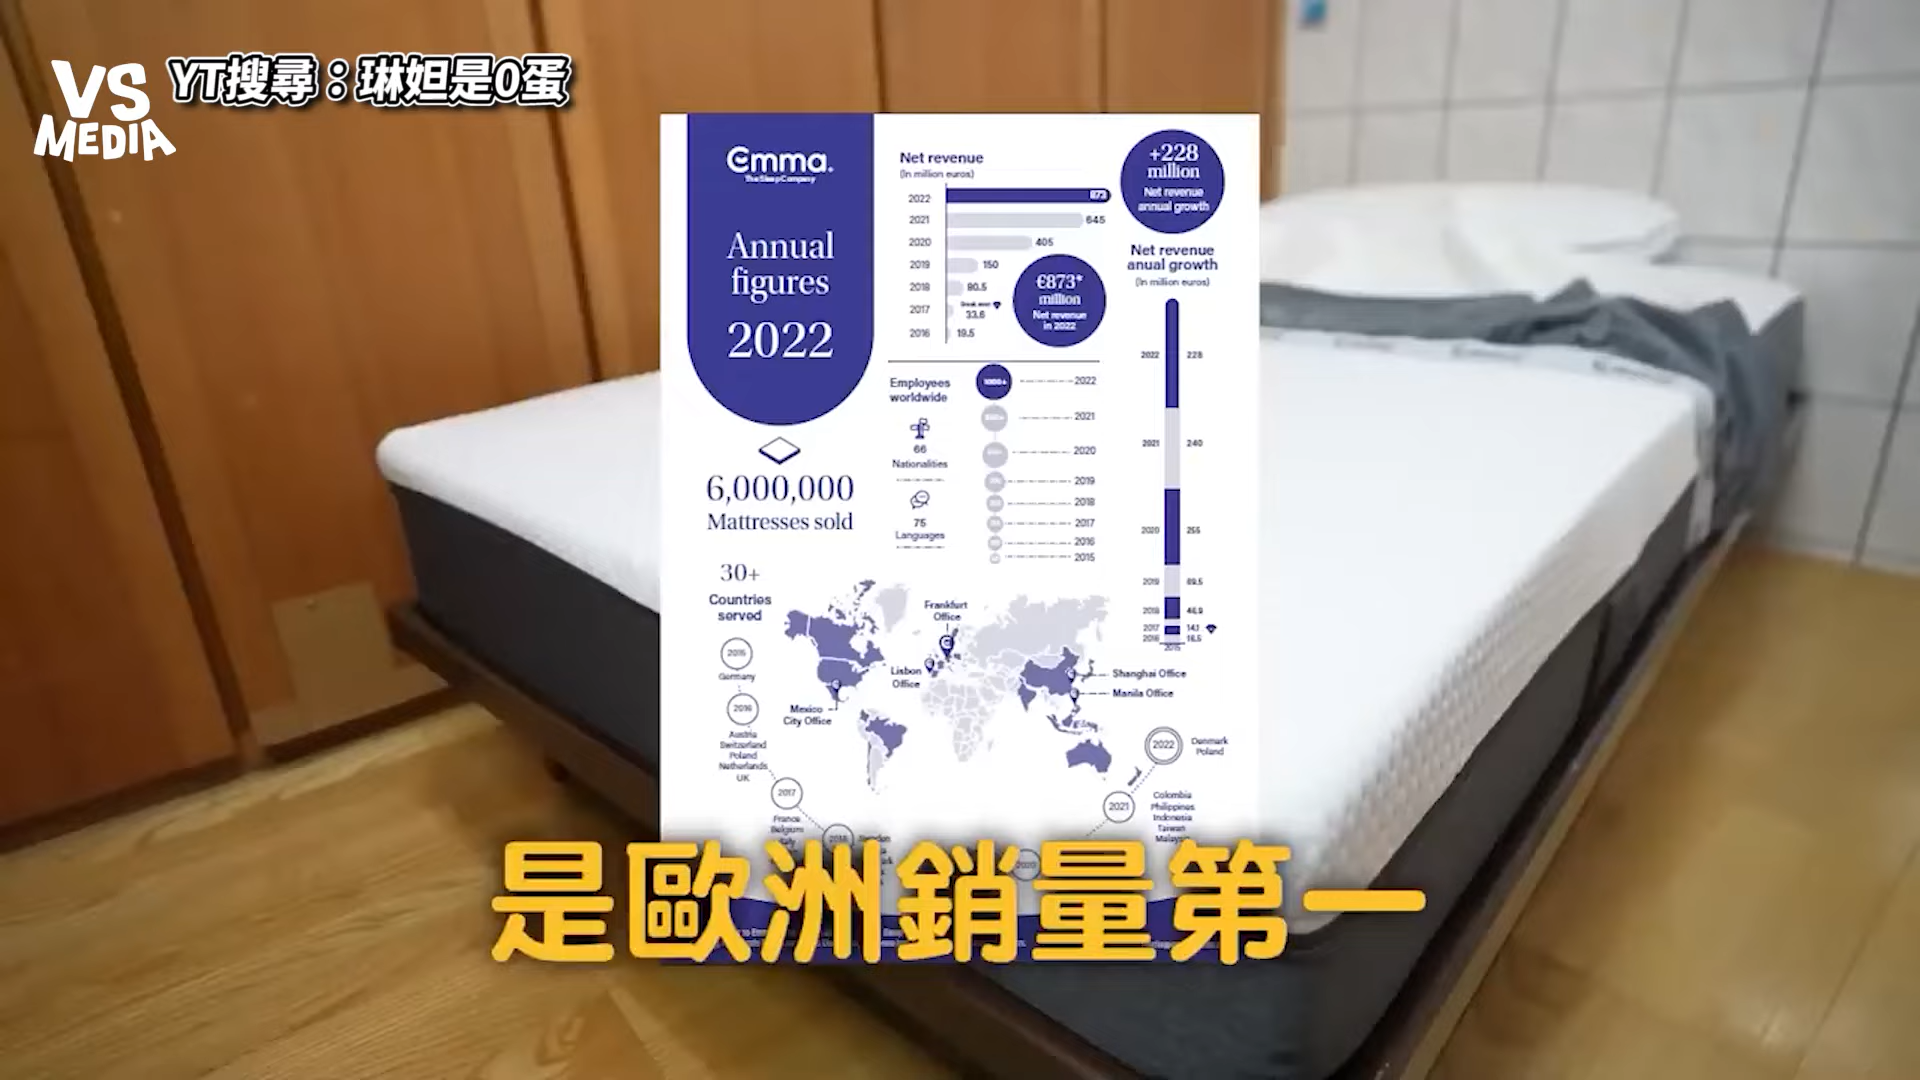 VS
MEDIA
YT搜尋：琳妲是0蛋
Emma.
The Sleep Company
Annual
figures
2022
6,000,000
Mattresses sold
30+
Countries
served
2015
Germany
2016
Austria
Switzerland
Poland
Netherlands
UK
2017
France
Belgium
Net revenue
(In million euros)
2022 873
2021 645
2020 405
2019 150
2018 80.5
2017 33.6
2016 19.5
€873*
million
Net revenue
in 2022
+228
million
Net revenue
annual growth
Net revenue
anual growth
(In million euros)
2022 228
2021 240
2020 255
2019 69.5
2018 46.9
2017 14.1
2016 16.5
2015
Employees
worldwide
66
Nationalities
75
Languages
2022
2021
2020
2019
2018
2017
2016
2015
Frankfurt
Office
Lisbon
Office
Mexico
City Office
Shanghai Office
Manila Office
2022
Denmark
Poland
2021
Colombia
Philippines
Indonesia
Taiwan
2020
是歐洲銷量第一